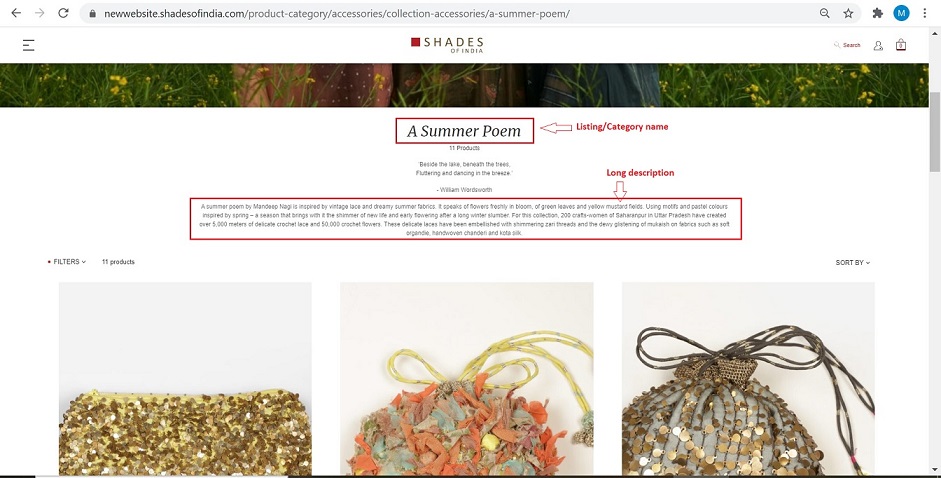 newwebsite.shadesofindia.com/product-category/accessories/collection-accessories/a-summer-poem/
M
SHADES
OF INDIA
Search
0
A Summer Poem
Listing/Category name
11 Products
'Beside the lake, beneath the trees,
Fluttering and dancing in the breeze.'
Long description
- William Wordsworth
A summer poem by Mandeep Nagi is inspired by vintage lace and dreamy summer fabrics. It speaks of flowers freshly in bloom, of green leaves and yellow mustard fields. Using motifs and pastel colours
inspired by spring – a season that brings with it the shimmer of new life and early flowering after a long winter slumber. For this collection, 200 crafts-women of Saharanpur in Uttar Pradesh have created
over 5,000 meters of delicate crochet lace and 50,000 crochet flowers. These delicate laces have been embellished with shimmering zari threads and the dewy glistening of mukaish on fabrics such as soft
organdie, handwoven chanderi and kota silk.
FILTERS
11 products
SORT BY